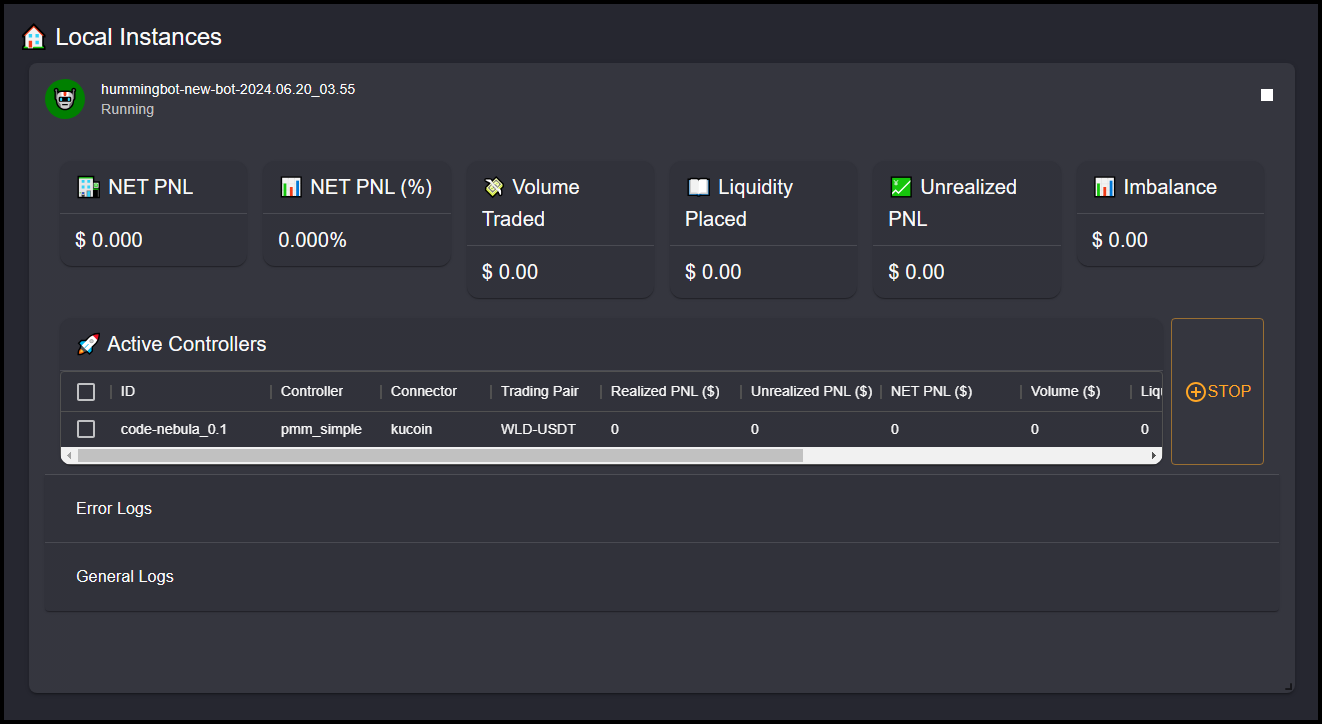 Local Instances
hummingbot-new-bot-2024.06.20_03.55
Running
NET PNL
$ 0.000
NET PNL (%)
0.000%
Volume
Traded
$ 0.00
Liquidity
Placed
$ 0.00
Unrealized
PNL
$ 0.00
Imbalance
$ 0.00
Active Controllers
ID Controller Connector Trading Pair Realized PNL ($) Unrealized PNL ($) NET PNL ($) Volume ($) Liqu
code-nebula_0.1 pmm_simple kucoin WLD-USDT 0 0 0 0 0
STOP
Error Logs
General Logs